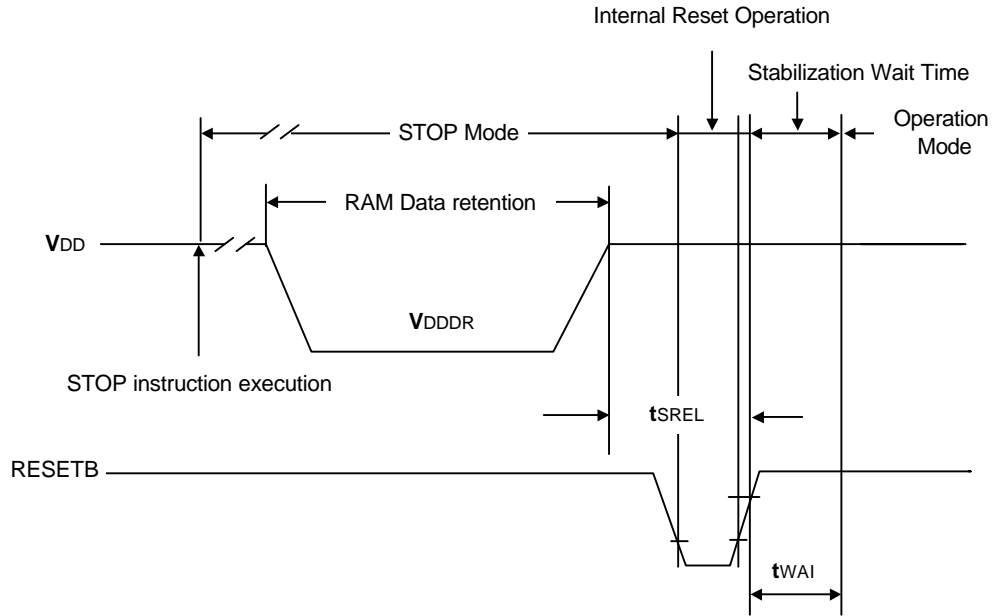 Internal Reset Operation
Stabilization Wait Time
STOP Mode
Operation
Mode
RAM Data retention
VDD
VDDDR
STOP instruction execution
tSREL
RESETB
tWAI